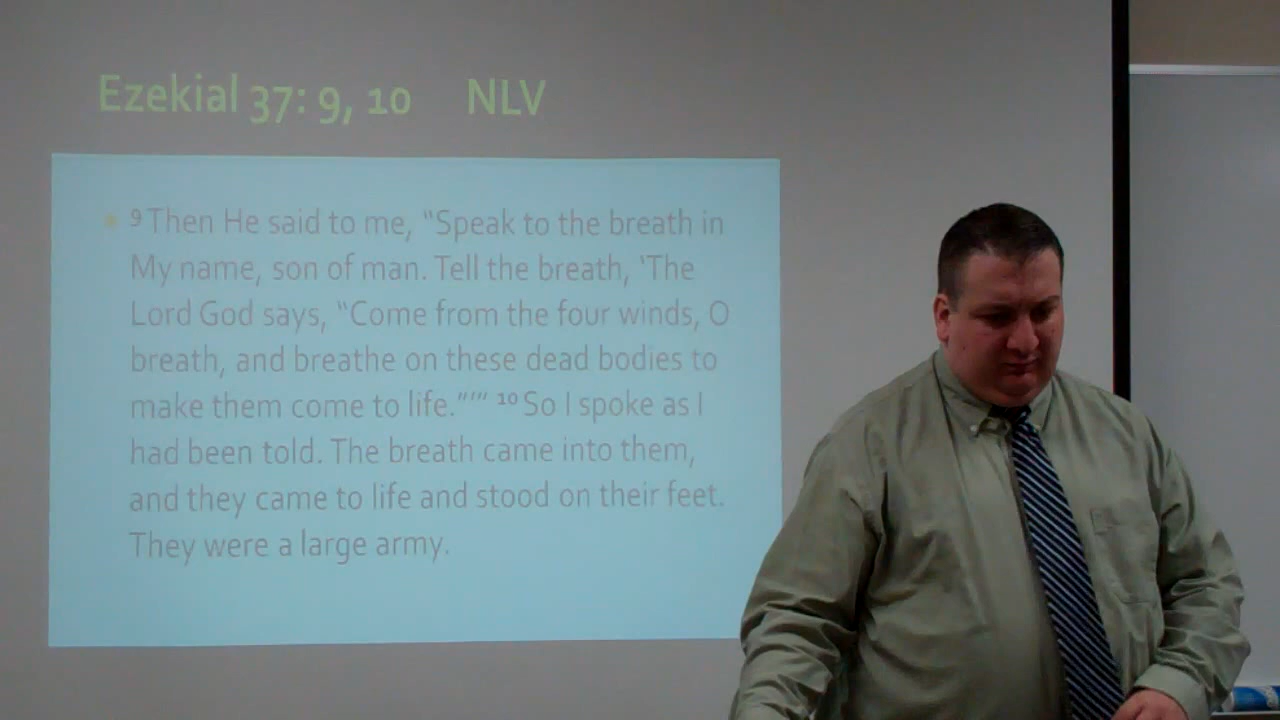 Ezekial 37: 9, 10 NLV
9 Then He said to me, “Speak to the breath in
My name, son of man. Tell the breath, ‘The
Lord God says, “Come from the four winds, O
breath, and breathe on these dead bodies to
make them come to life.”’” 10 So I spoke as I
had been told. The breath came into them,
and they came to life and stood on their feet.
They were a large army.